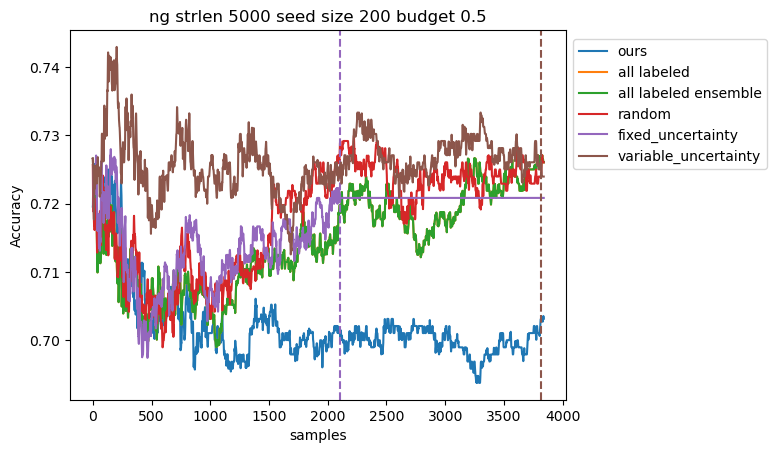 ng strlen 5000 seed size 200 budget 0.5
Accuracy
0.74
0.73
0.72
0.71
0.70
0
500
1000
1500
2000
2500
3000
3500
4000
samples
ours
all labeled
all labeled ensemble
random
fixed_uncertainty
variable_uncertainty